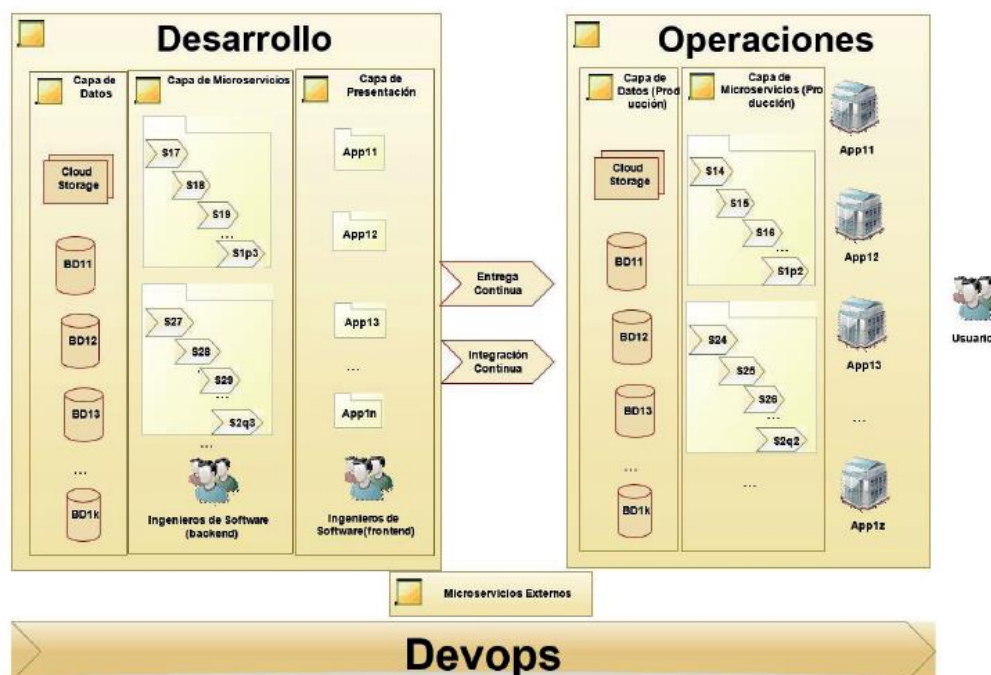 Desarrollo
Capa de
Datos
Cloud
Storage
BD11
BD12
BD13
...
BD1k
Capa de Microservicios
S17
S18
S19
...
S1p3
S27
S28
S29
...
S2q3
...
Ingenieros de Software
(backend)
Capa de
Presentación
App11
App12
App13
...
App1n
Ingenieros de
Software(frontend)
Entrega
Continua
Integración
Continua
Operaciones
Capa de
Datos (Prod
ucción)
Cloud
Storage
BD11
BD12
BD13
...
BD1k
Capa de
Microservicios (Pro
ducción)
S14
S15
S16
...
S1p2
S24
S25
S26
...
S2q2
...
App11
App12
App13
...
App1z
Usuario
Microservicios Externos
Devops